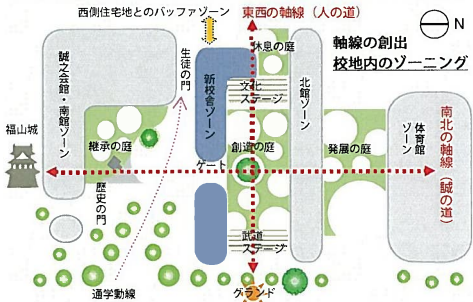 西側住宅地とのバッファゾーン
東西の軸線（人の道）
N
軸線の創出
校地内のゾーニング
生徒の門
休息の庭
誠之会館・南館ゾーン
新校舎ゾーン
文化
ステージ
北館ゾーン
体育館
ゾーン
南北の軸線（誠の道）
福山城
継承の庭
ゲート
創造の庭
発展の庭
歴史の門
武道
ステージ
通学動線
グランド